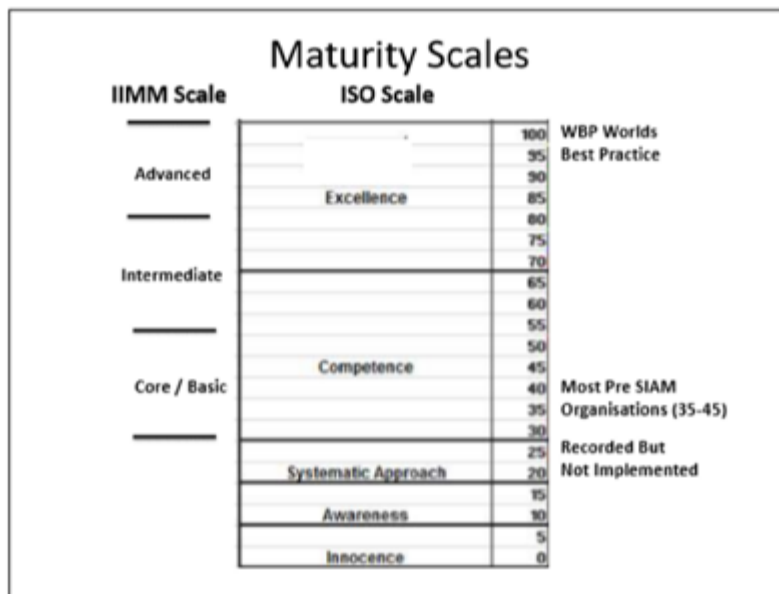 Maturity Scales
IIMM Scale
ISO Scale
100 WBP Worlds
95 Best Practice
Advanced
90
Excellence 85
80
75
70
Intermediate
65
60
55
50
Competence 45
Core / Basic
40 Most Pre SIAM
35 Organisations (35-45)
30
25 Recorded But
Systematic Approach 20 Not Implemented
15
Awareness 10
5
Innocence 0